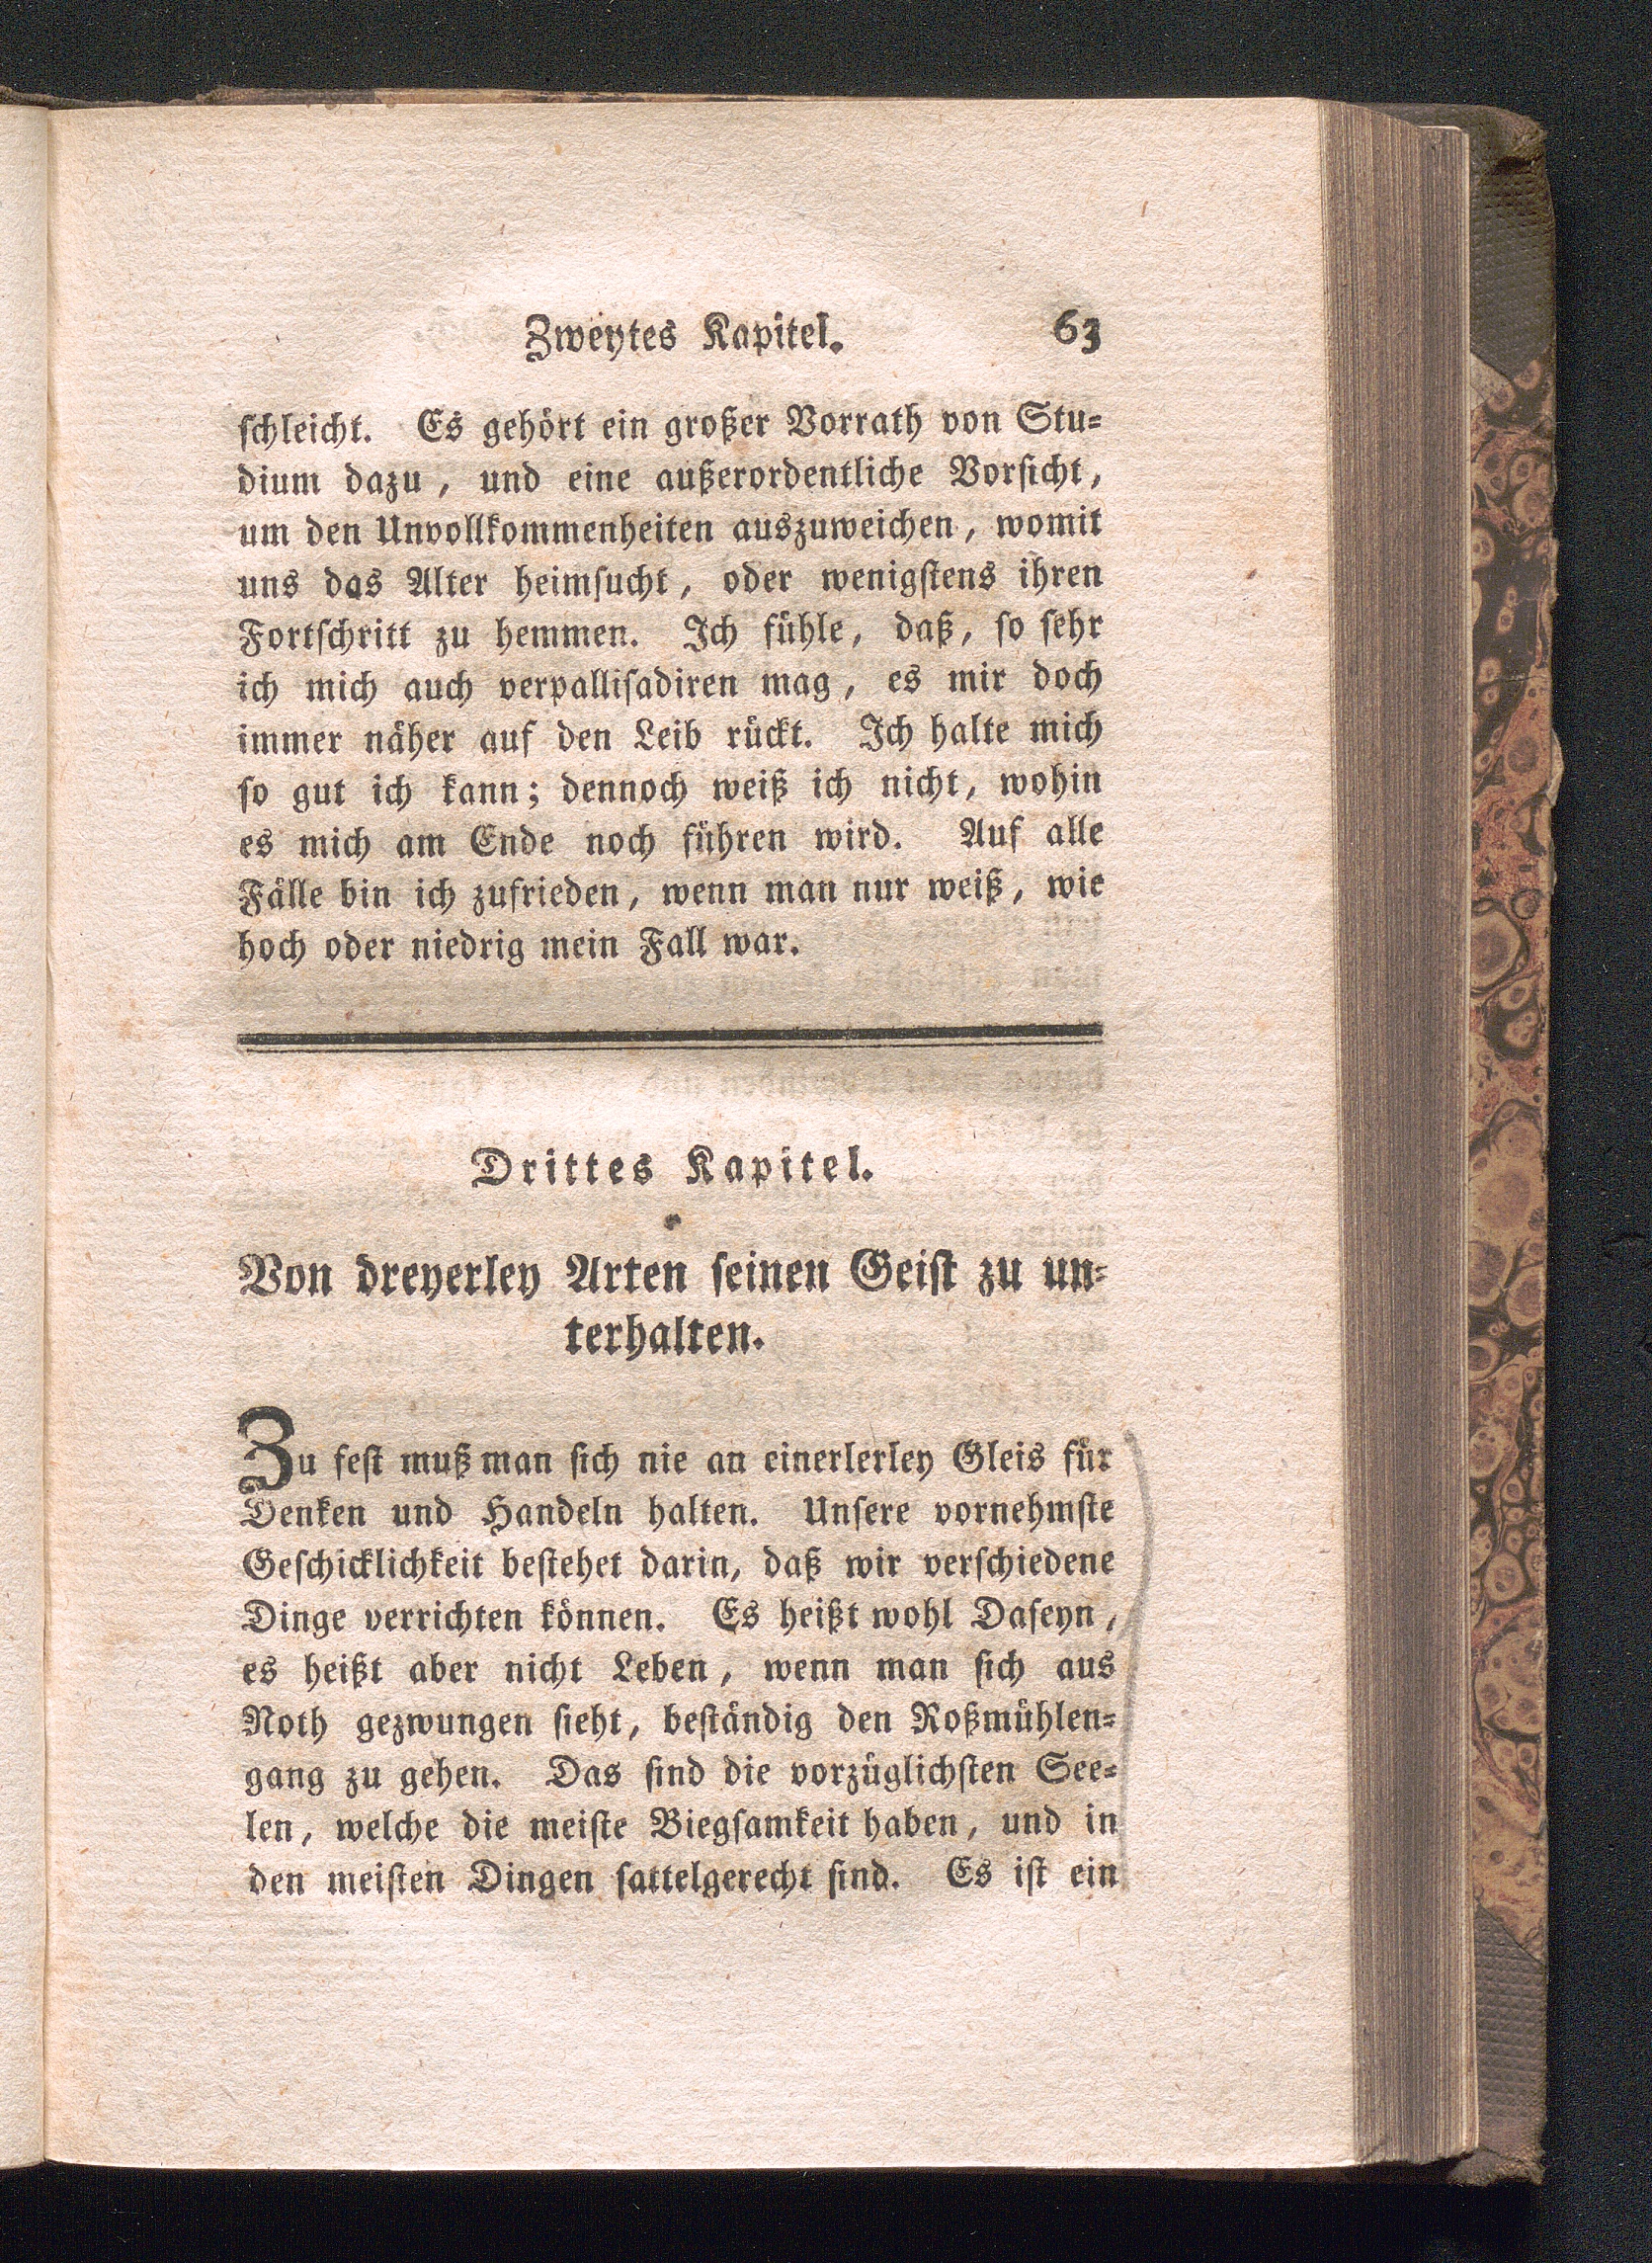 Zweytes Kapitel. 63
schleicht. Es gehört ein großer Vorrath von Stu-
dium dazu, und eine außerordentliche Vorsicht,
um den Unvollkommenheiten auszuweichen, womit
uns das Alter heimsucht, oder wenigstens ihren
Fortschritt zu hemmen. Ich fühle, daß, so sehr
ich mich auch verpallisadiren mag, es mir doch
immer näher auf den Leib rückt. Ich halte mich
so gut ich kann; dennoch weiß ich nicht, wohin
es mich am Ende noch führen wird. Auf alle
Fälle bin ich zufrieden, wenn man nur weiß, wie
hoch oder niedrig mein Fall war.
Drittes Kapitel.
Von dreyerley Arten seinen Geist zu un-
terhalten.
Zu fest muß man sich nie an einerlerley Gleis für
Denken und Handeln halten. Unsere vornehmste
Geschicklichkeit bestehet darin, daß wir verschiedene
Dinge verrichten können. Es heißt wohl Daseyn,
es heißt aber nicht Leben, wenn man sich aus
Noth gezwungen sieht, beständig den Roßmühlen-
gang zu gehen. Das sind die vorzüglichsten See-
len, welche die meiste Biegsamkeit haben, und in
den meisten Dingen sattelgerecht sind. Es ist ein